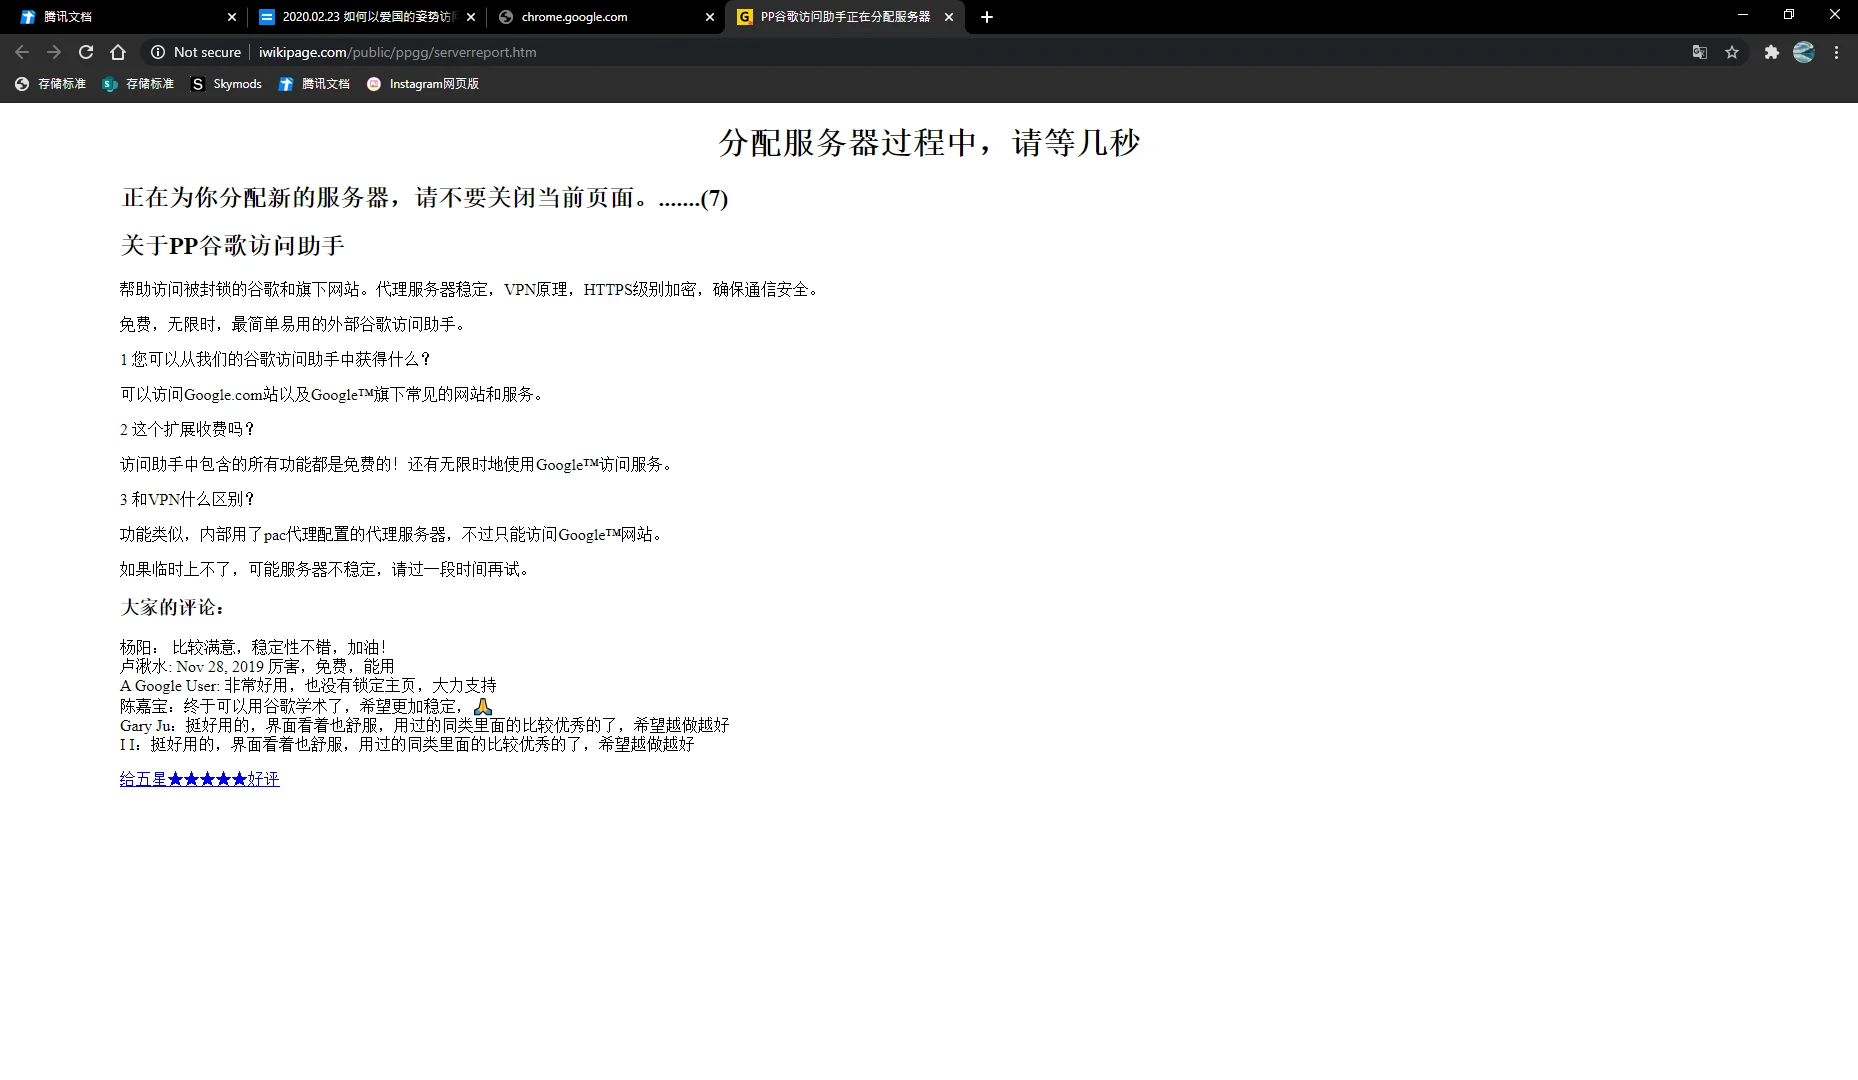 腾讯文档
2020.02.23 如何以爱国的姿势访问
chrome.google.com
PP谷歌访问助手正在分配服务器
Not secure
iwikipage.com/public/ppgg/serverreport.htm
存储标准
存储标准
Skymods
腾讯文档
Instagram网页版
分配服务器过程中，请等几秒
正在为你分配新的服务器，请不要关闭当前页面。.......(7)
关于PP谷歌访问助手
帮助访问被封锁的谷歌和旗下网站。代理服务器稳定，VPN原理，HTTPS级别加密，确保通信安全。
免费，无限时，最简单易用的外部谷歌访问助手。
1 您可以从我们的谷歌访问助手中获得什么？
可以访问Google.com站以及Google™旗下常见的网站和服务。
2 这个扩展收费吗？
访问助手中包含的所有功能都是免费的！还有无限时地使用Google™访问服务。
3 和VPN什么区别？
功能类似，内部用了pac代理配置的代理服务器，不过只能访问Google™网站。
如果临时上不了，可能服务器不稳定，请过一段时间再试。
大家的评论：
杨阳： 比较满意，稳定性不错，加油！
卢湫水: Nov 28, 2019 厉害，免费，能用
A Google User: 非常好用，也没有锁定主页，大力支持
陈嘉宝：终于可以用谷歌学术了，希望更加稳定，🙏
Gary Ju：挺好用的，界面看着也舒服，用过的同类里面的比较优秀的了，希望越做越好
I I：挺好用的，界面看着也舒服，用过的同类里面的比较优秀的了，希望越做越好
给五星★★★★★好评